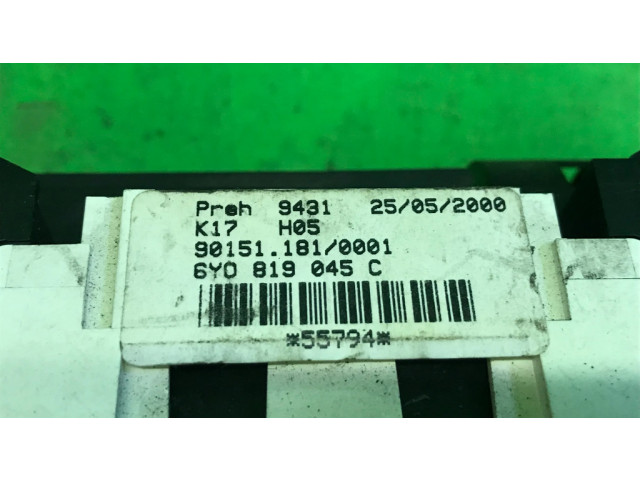 Preh 9431 25/05/2000
K17 H05
90151.181/0001
6Y0 819 045 C
*55794*